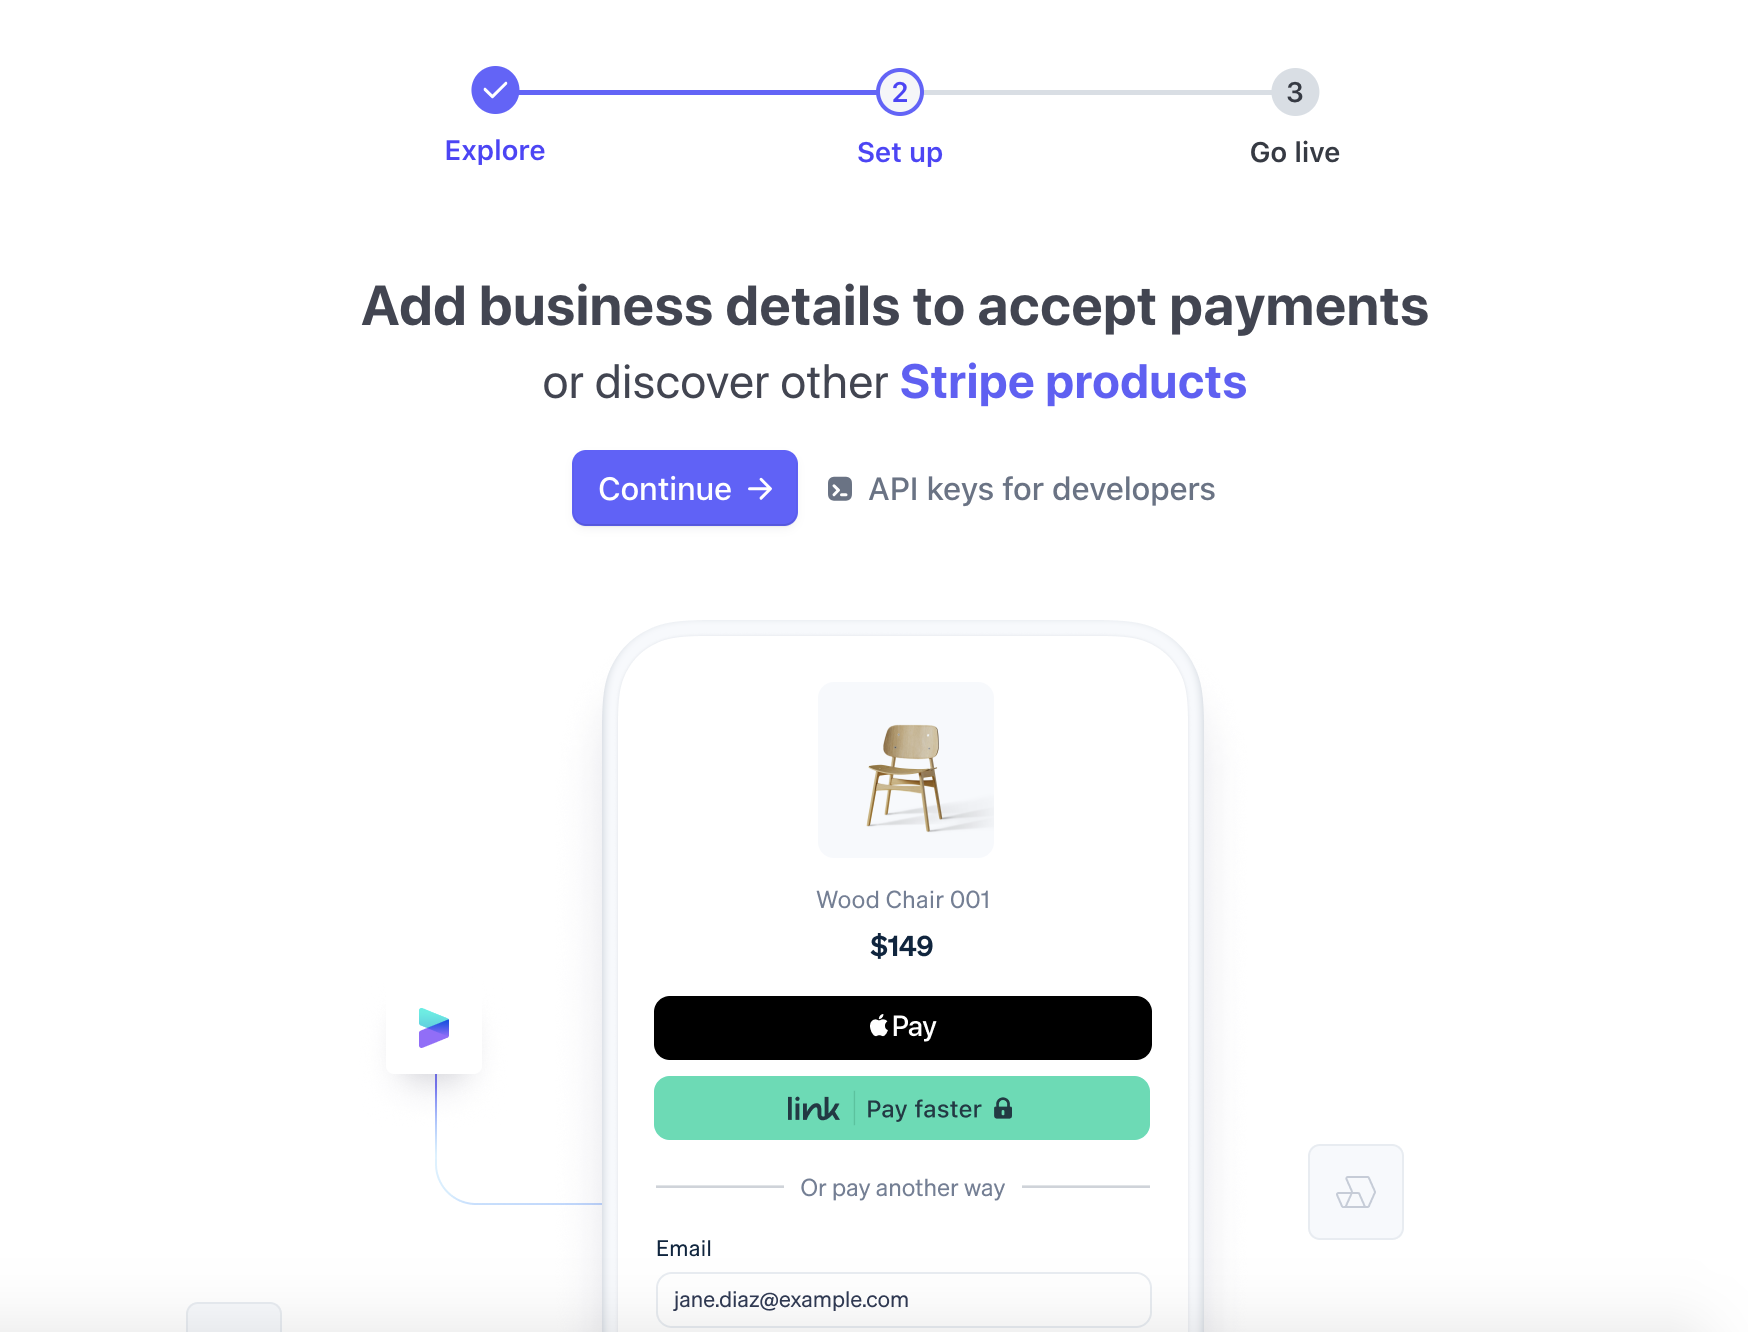 2
3
Explore
Set up
Go live
Add business details to accept payments
or discover other Stripe products
Continue
API keys for developers
Wood Chair 001
$149
Pay
link Pay faster
Or pay another way
Email
jane.diaz@example.com